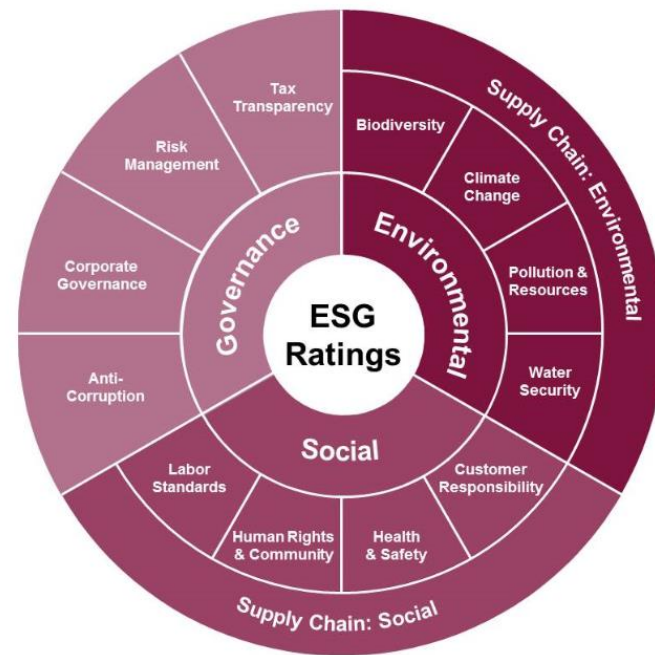 ESG
Ratings
Environmental
Biodiversity
Climate
Change
Pollution &
Resources
Water
Security
Supply Chain: Environmental
Social
Customer
Responsibility
Health
& Safety
Human Rights
& Community
Labor
Standards
Supply Chain: Social
Governance
Anti-
Corruption
Corporate
Governance
Risk
Management
Tax
Transparency